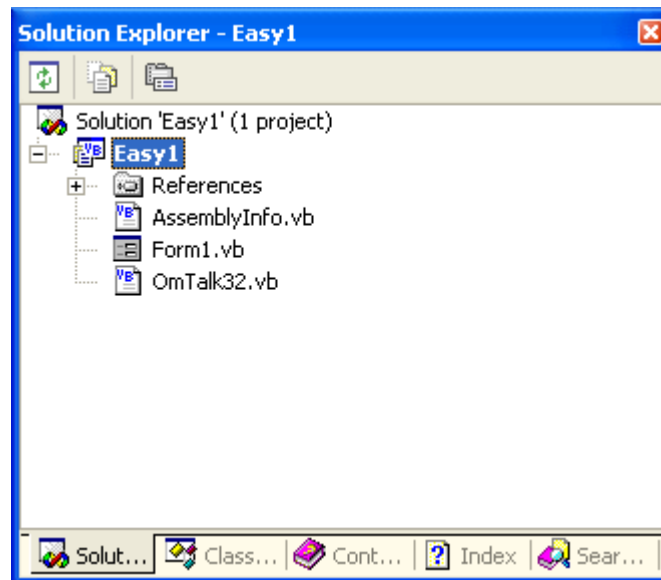 Solution Explorer - Easy1
Solution 'Easy1' (1 project)
Easy1
References
AssemblyInfo.vb
Form1.vb
OmTalk32.vb
Solut... Class... Cont... Index Sear...